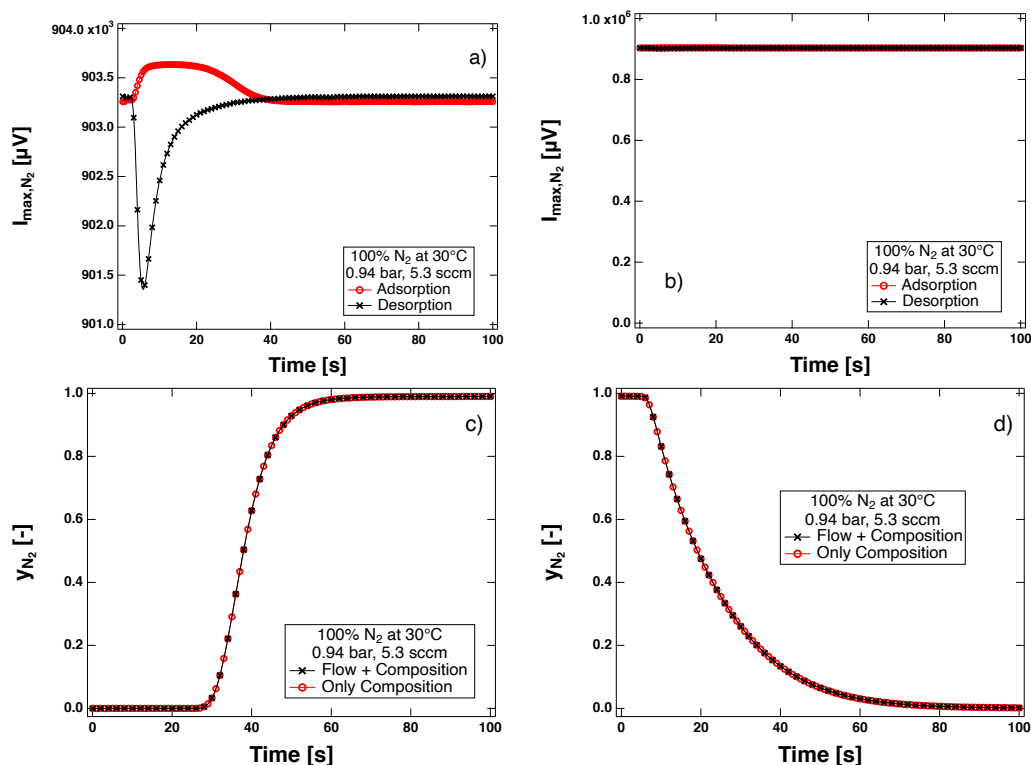 904.0 x10³
903.5
903.0
902.5
902.0
901.5
901.0
I_max,N₂ [µV]
a)
100% N₂ at 30°C
0.94 bar, 5.3 sccm
Adsorption
Desorption
0 20 40 60 80 100
Time [s]
1.0 x10⁶
0.8
0.6
0.4
0.2
0.0
I_max,N₂ [µV]
b)
100% N₂ at 30°C
0.94 bar, 5.3 sccm
Adsorption
Desorption
0 20 40 60 80 100
Time [s]
1.0
0.8
0.6
0.4
0.2
0.0
y_N₂ [-]
c)
100% N₂ at 30°C
0.94 bar, 5.3 sccm
Flow + Composition
Only Composition
0 20 40 60 80 100
Time [s]
1.0
0.8
0.6
0.4
0.2
0.0
y_N₂ [-]
d)
100% N₂ at 30°C
0.94 bar, 5.3 sccm
Flow + Composition
Only Composition
0 20 40 60 80 100
Time [s]